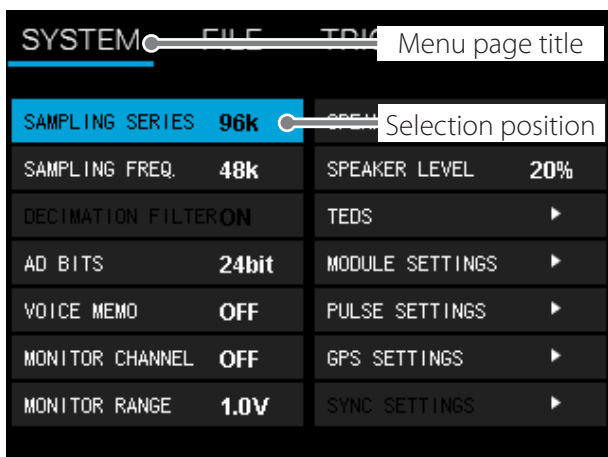 SYSTEM FILE
Menu page title
SAMPLING SERIES 96k
Selection position
SAMPLING FREQ. 48k
SPEAKER LEVEL 20%
DECIMATION FILTER ON
TEDS
AD BITS 24bit
MODULE SETTINGS
VOICE MEMO OFF
PULSE SETTINGS
MONITOR CHANNEL OFF
GPS SETTINGS
MONITOR RANGE 1.0V
SYNC SETTINGS